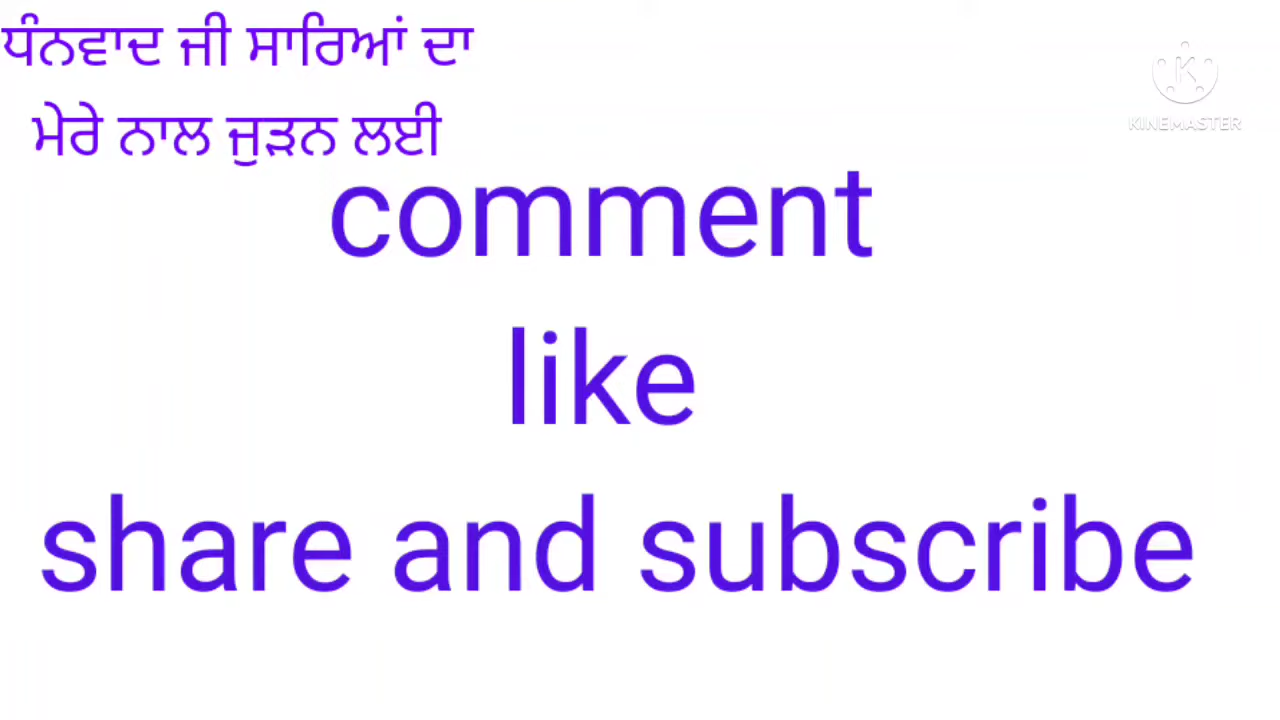 ਧੰਨਵਾਦ ਜੀ ਸਾਰਿਆਂ ਦਾ
ਮੇਰੇ ਨਾਲ ਜੁੜਨ ਲਈ
KINEMASTER
comment
like
share and subscribe